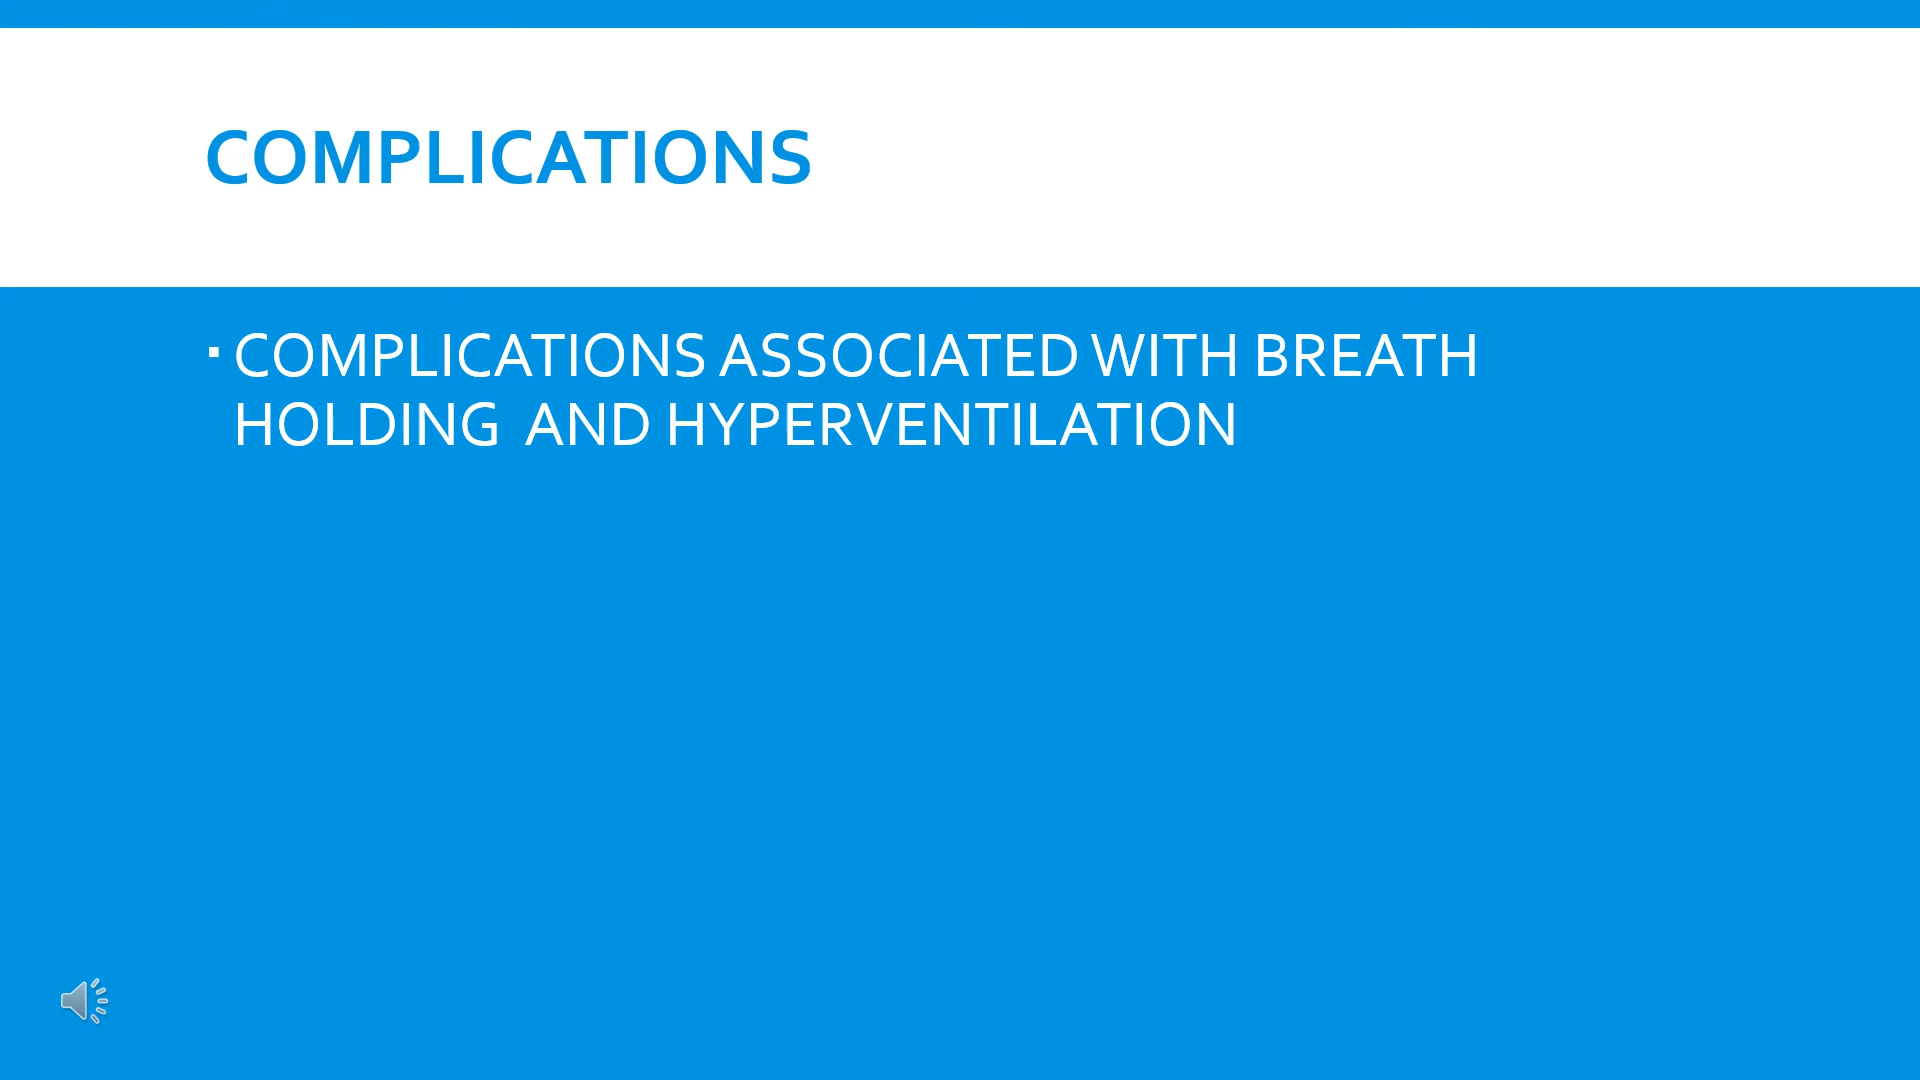 COMPLICATIONS
▪ COMPLICATIONS ASSOCIATED WITH BREATH
HOLDING  AND HYPERVENTILATION